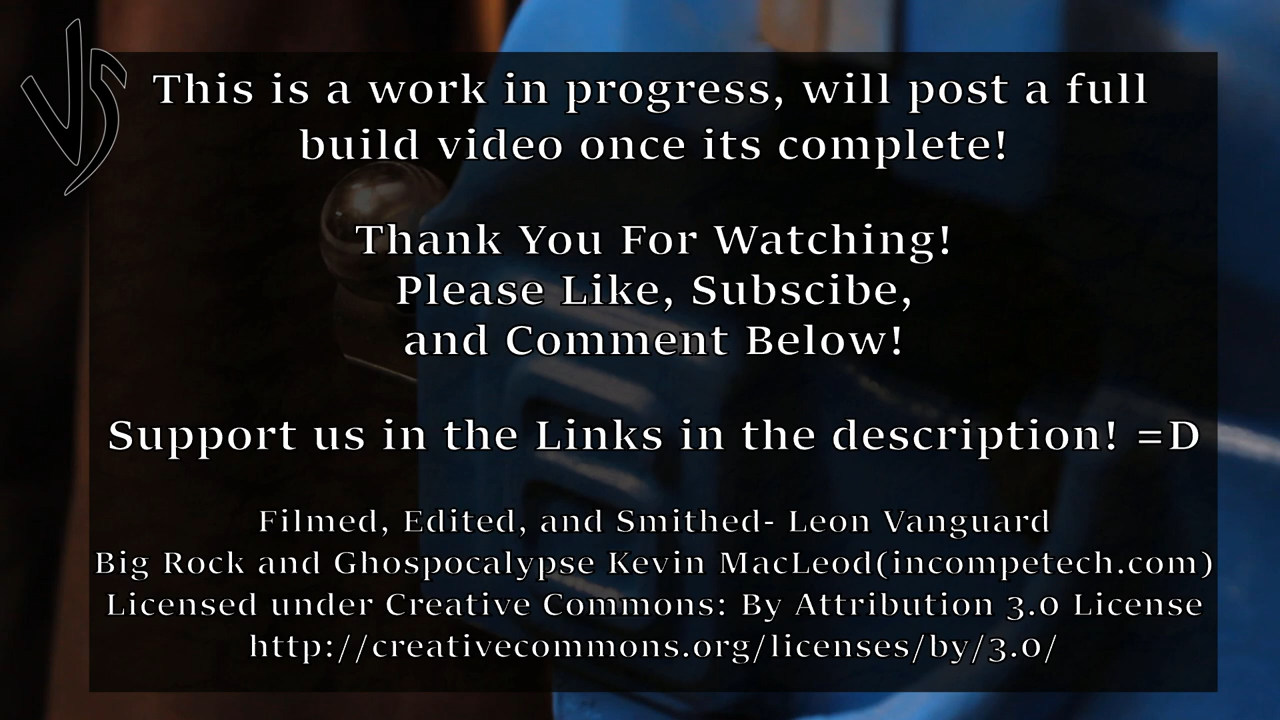 VS
This is a work in progress, will post a full
build video once its complete!
Thank You For Watching!
Please Like, Subscibe,
and Comment Below!
Support us in the Links in the description! =D
Filmed, Edited, and Smithed- Leon Vanguard
Big Rock and Ghospocalypse Kevin MacLeod(incompetech.com)
Licensed under Creative Commons: By Attribution 3.0 License
http://creativecommons.org/licenses/by/3.0/